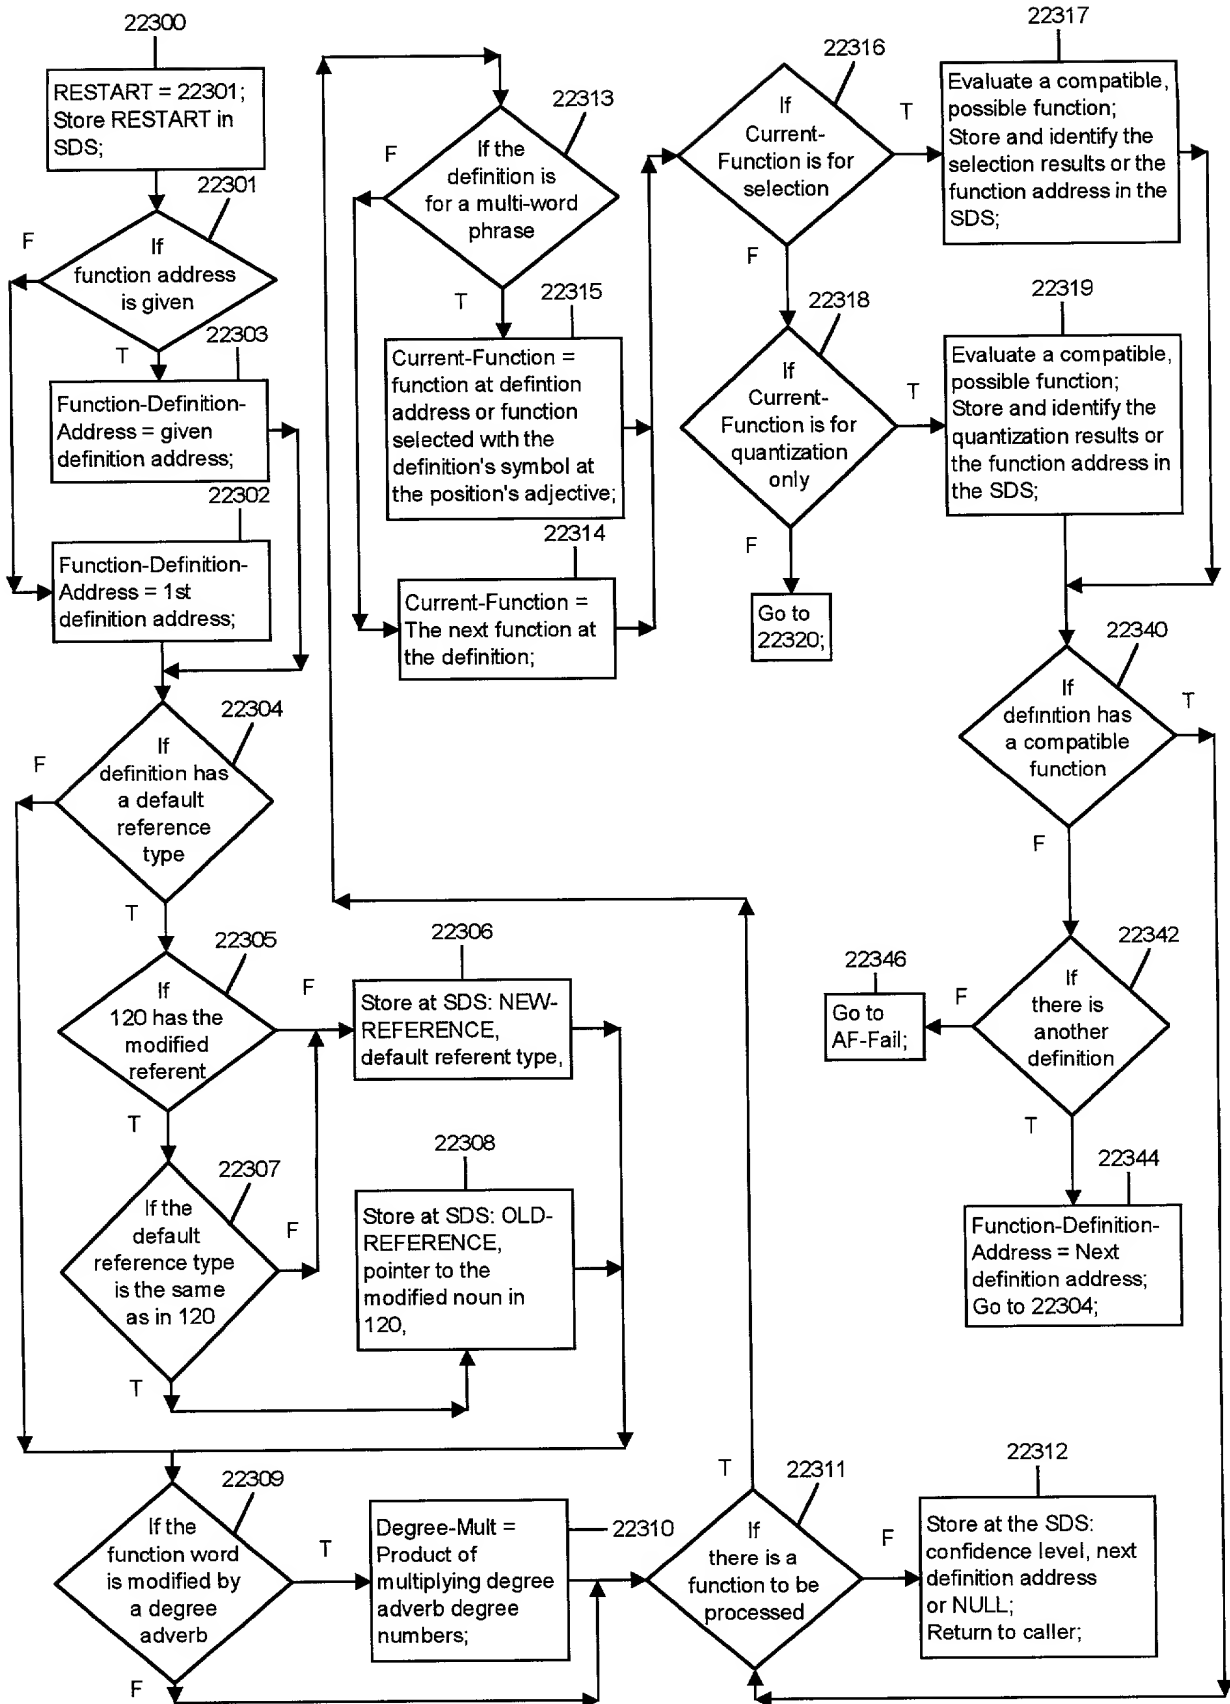 22300
RESTART = 22301;
Store RESTART in
SDS;
22301
F
If
function address
is given
T
22303
Function-Definition-
Address = given
definition address;
22302
Function-Definition-
Address = 1st
definition address;
22304
F
If
definition has
a default
reference
type
T
22305
If
120 has the
modified
referent
F
T
22306
Store at SDS: NEW-
REFERENCE,
default referent type,
22307
If the
default
reference type
is the same
as in 120
F
T
22308
Store at SDS: OLD-
REFERENCE,
pointer to the
modified noun in
120,
22309
If the
function word
is modified by
a degree
adverb
T
F
22310
Degree-Mult =
Product of
multiplying degree
adverb degree
numbers;
22311
T
If
there is a
function to be
processed
F
22312
Store at the SDS:
confidence level, next
definition address
or NULL;
Return to caller;
22313
F
If the
definition is
for a multi-word
phrase
T
22315
Current-Function =
function at defintion
address or function
selected with the
definition's symbol at
the position's adjective;
22314
Current-Function =
The next function at
the definition;
22316
If
Current-
Function is for
selection
T
F
22317
Evaluate a compatible,
possible function;
Store and identify the
selection results or the
function address in the
SDS;
22318
If
Current-
Function is for
quantization
only
T
F
Go to
22320;
22319
Evaluate a compatible,
possible function;
Store and identify the
quantization results or
the function address in
the SDS;
22340
If
definition has
a compatible
function
T
F
22342
If
there is
another
definition
F
T
22346
Go to
AF-Fail;
22344
Function-Definition-
Address = Next
definition address;
Go to 22304;